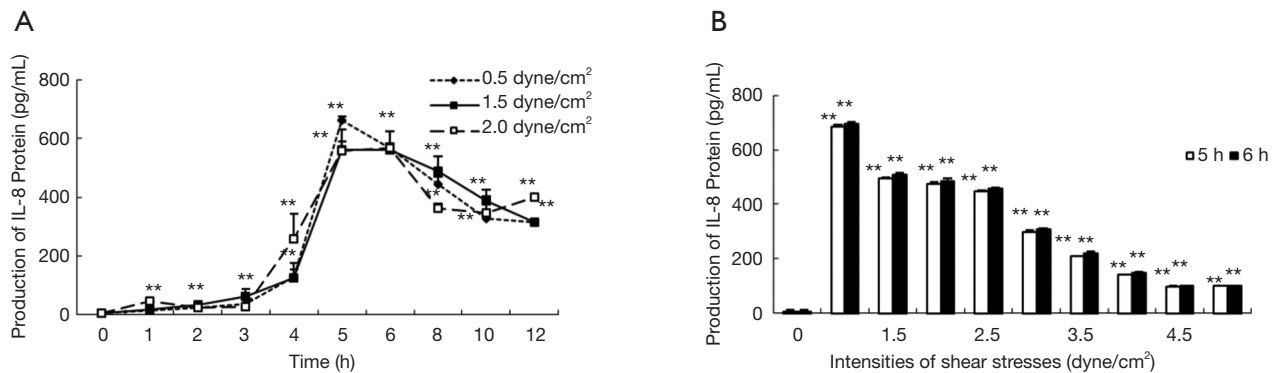 A
Production of IL-8 Protein (pg/mL)
800
600
400
200
0
0.5 dyne/cm²
1.5 dyne/cm²
2.0 dyne/cm²
**
**
**
**
**
**
**
**
**
**
**
**
**
**
0 1 2 3 4 5 6 8 10 12
Time (h)
B
Production of IL-8 Protein (pg/mL)
800
600
400
200
0
5 h 6 h
** **
** **
** **
** **
** **
** **
** **
** **
** **
0 1.5 2.5 3.5 4.5
Intensities of shear stresses (dyne/cm²)